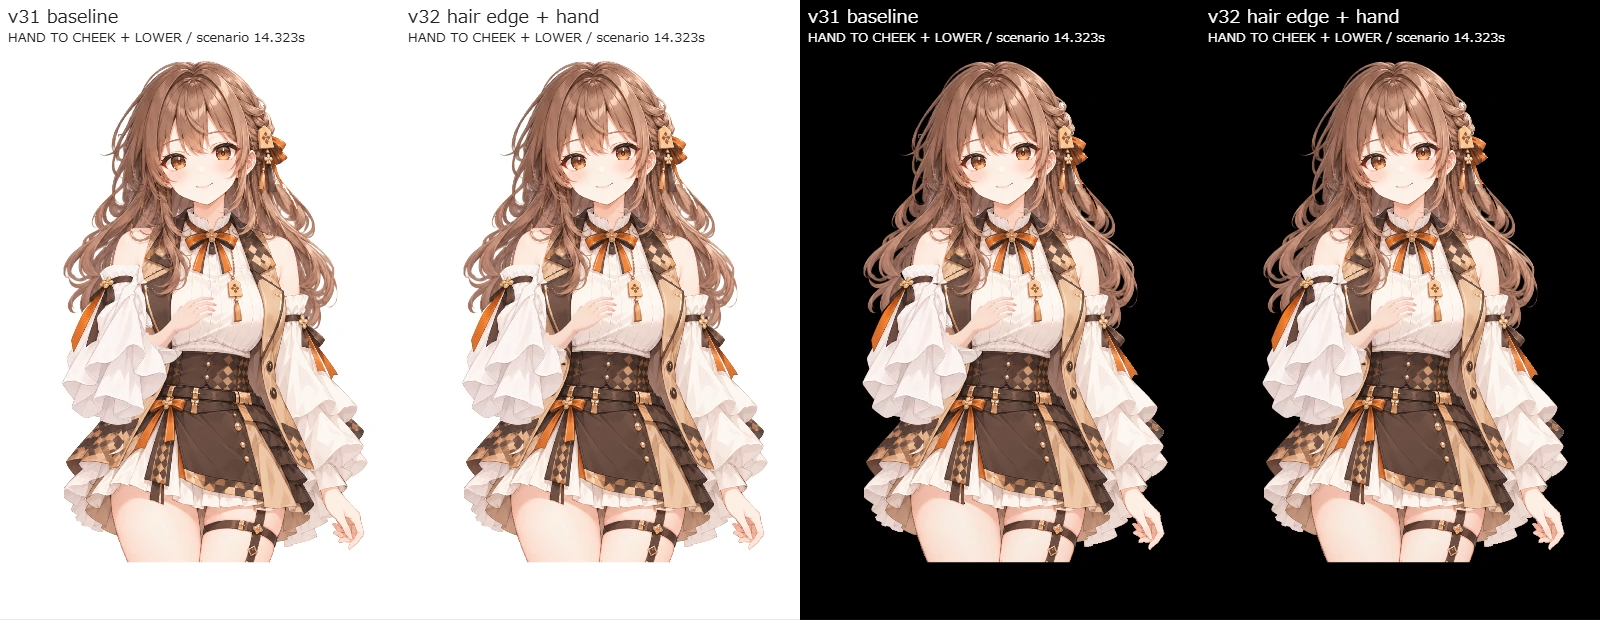 v31 baseline
HAND TO CHEEK + LOWER / scenario 14.323s
v32 hair edge + hand
HAND TO CHEEK + LOWER / scenario 14.323s
v31 baseline
HAND TO CHEEK + LOWER / scenario 14.323s
v32 hair edge + hand
HAND TO CHEEK + LOWER / scenario 14.323s